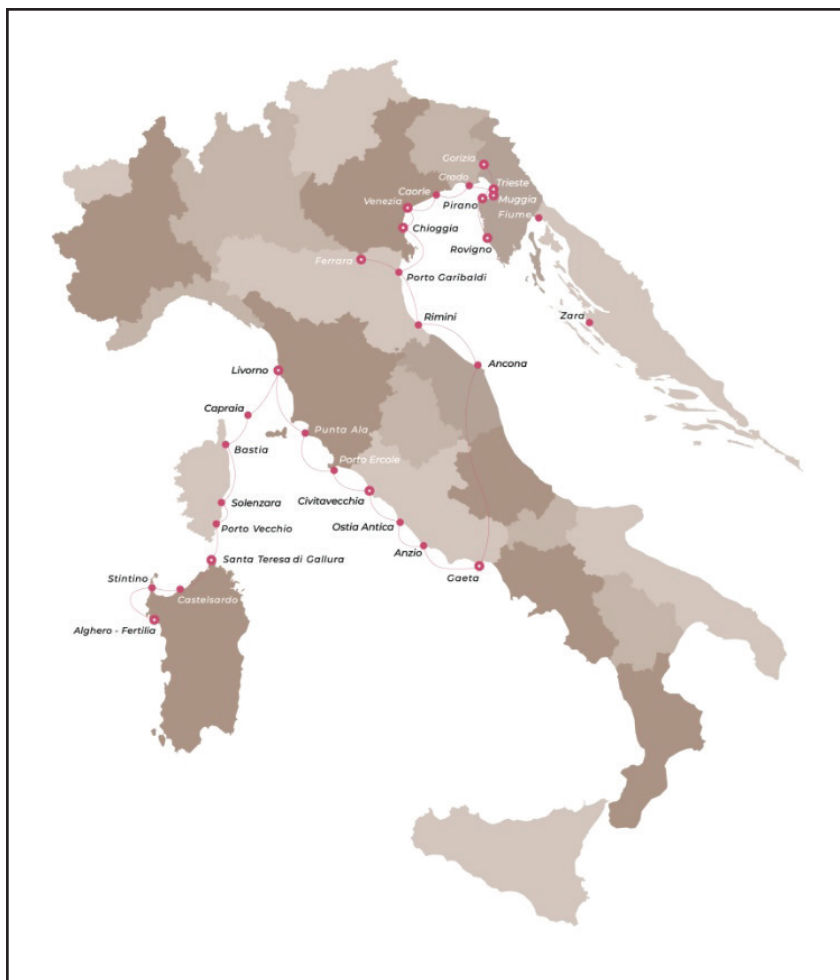 Gorizia
Grado
Trieste
Caorle
Muggia
Venezia
Pirano
Fiume
Chioggia
Rovigno
Ferrara
Porto Garibaldi
Zara
Rimini
Ancona
Livorno
Capraia
Punta Ala
Bastia
Porto Ercole
Civitavecchia
Solenzara
Porto Vecchio
Ostia Antica
Anzio
Santa Teresa di Gallura
Gaeta
Stintino
Castelsardo
Alghero - Fertilia